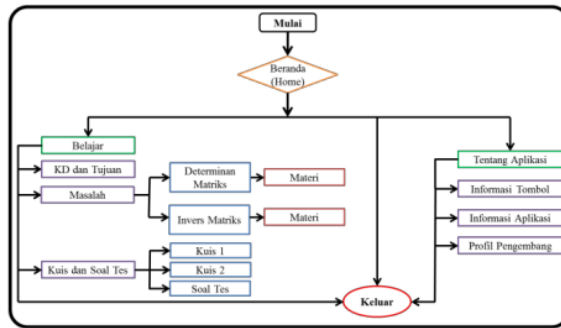 Mulai
Beranda
(Home)
Belajar
KD dan Tujuan
Masalah
Determinan
Matriks
Materi
Invers Matriks
Materi
Kuis dan Soal Tes
Kuis 1
Kuis 2
Soal Tes
Tentang Aplikasi
Informasi Tombol
Informasi Aplikasi
Profil Pengembang
Keluar